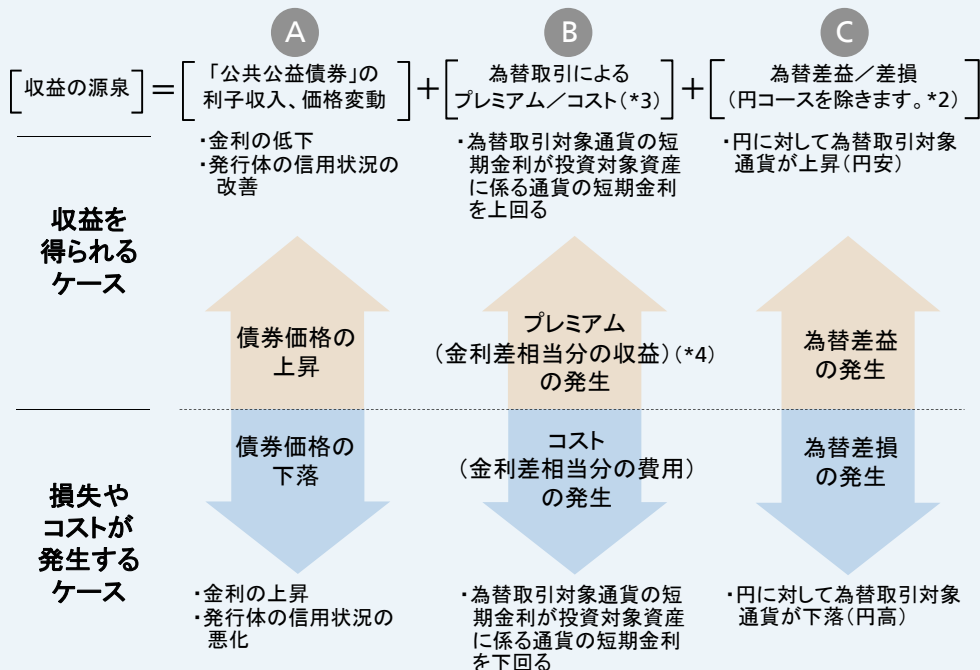 A
B
C
収益の源泉
=
「公共公益債券」の
利子収入、価格変動
+
為替取引による
プレミアム/コスト(*3)
+
為替差益/差損
(円コースを除きます。*2)
・金利の低下
・発行体の信用状況の
改善
・為替取引対象通貨の短
期金利が投資対象資産
に係る通貨の短期金利
を上回る
・円に対して為替取引対象
通貨が上昇(円安)
収益を
得られる
ケース
債券価格の
上昇
プレミアム
(金利差相当分の収益)(*4)
の発生
為替差益
の発生
損失や
コストが
発生する
ケース
債券価格の
下落
コスト
(金利差相当分の費用)
の発生
為替差損
の発生
・金利の上昇
・発行体の信用状況の
悪化
・為替取引対象通貨の短
期金利が投資対象資産
に係る通貨の短期金利
を下回る
・円に対して為替取引対象
通貨が下落(円高)